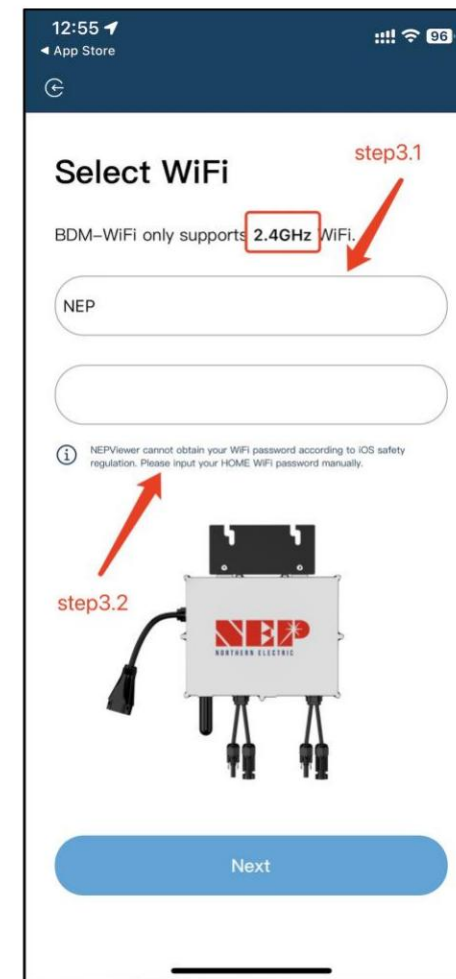 12:55
96
◀ App Store
step3.1
Select WiFi
BDM-WiFi only supports 2.4GHz WiFi.
NEP
NEPViewer cannot obtain your WiFi password according to iOS safety
regulation. Please input your HOME WiFi password manually.
step3.2
NEP
NORTHERN ELECTRIC
Next